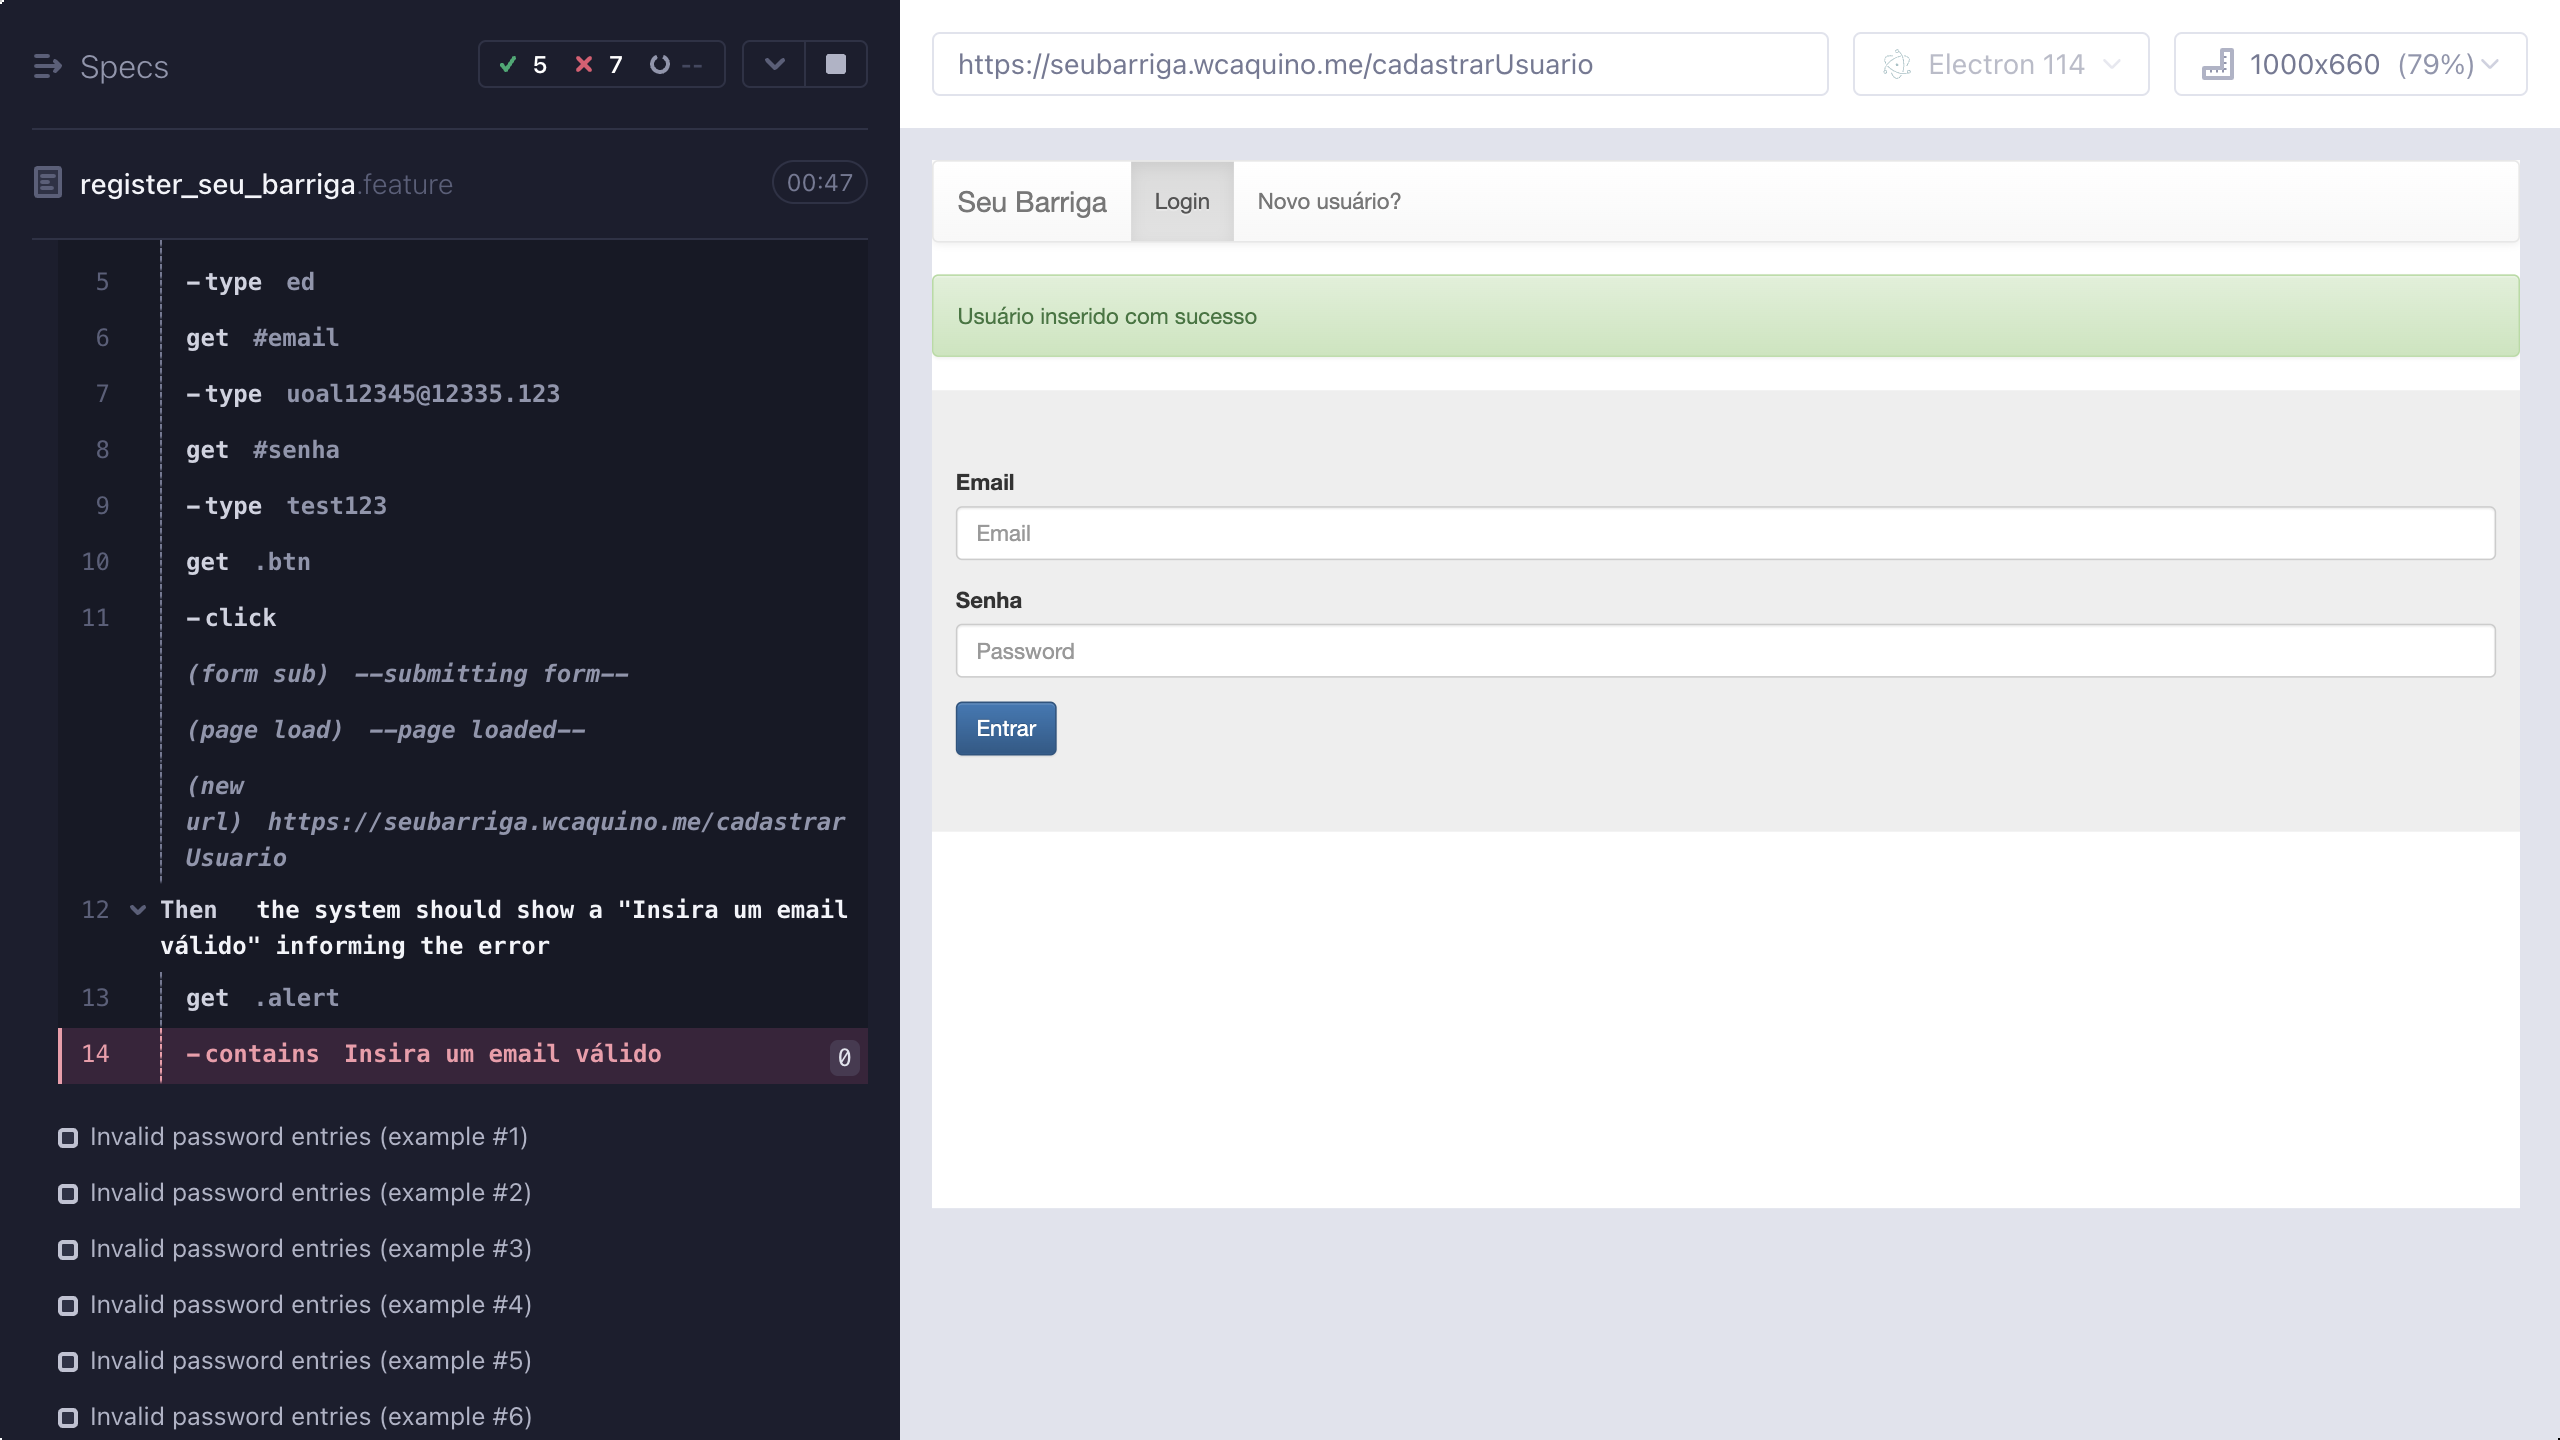 Specs
5 7 --
https://seubarriga.wcaquino.me/cadastrarUsuario
Electron 114
1000x660 (79%)
register_seu_barriga.feature
00:47
5 -type ed
6 get #email
7 -type uoal12345@12335.123
8 get #senha
9 -type test123
10 get .btn
11 -click
(form sub) --submitting form--
(page load) --page loaded--
(new
url) https://seubarriga.wcaquino.me/cadastrar
Usuario
12 Then the system should show a "Insira um email
válido" informing the error
13 get .alert
14 -contains Insira um email válido 0
Invalid password entries (example #1)
Invalid password entries (example #2)
Invalid password entries (example #3)
Invalid password entries (example #4)
Invalid password entries (example #5)
Invalid password entries (example #6)
Seu Barriga Login Novo usuário?
Usuário inserido com sucesso
Email
Email
Senha
Password
Entrar